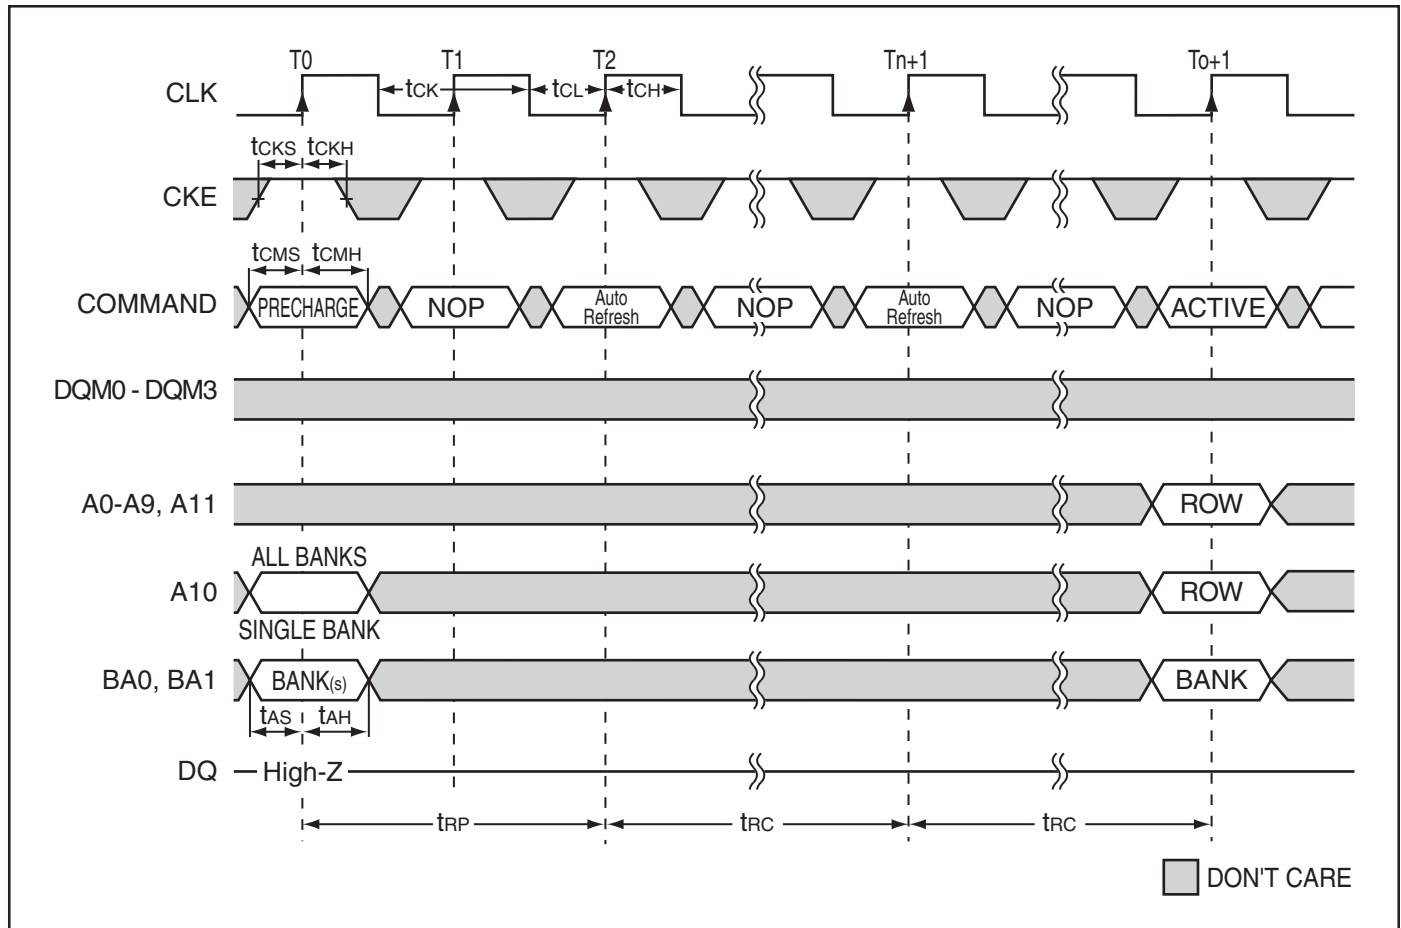 T0 T1 T2 Tn+1 To+1
CLK tCK tCL tCH
tCKS tCKH
CKE
tCMS tCMH
COMMAND PRECHARGE NOP Auto Refresh NOP Auto Refresh NOP ACTIVE
DQM0 - DQM3
A0-A9, A11 ROW
ALL BANKS
A10 ROW
SINGLE BANK
BA0, BA1 BANK(s) BANK
tAS tAH
DQ High-Z
tRP tRC tRC
DON'T CARE